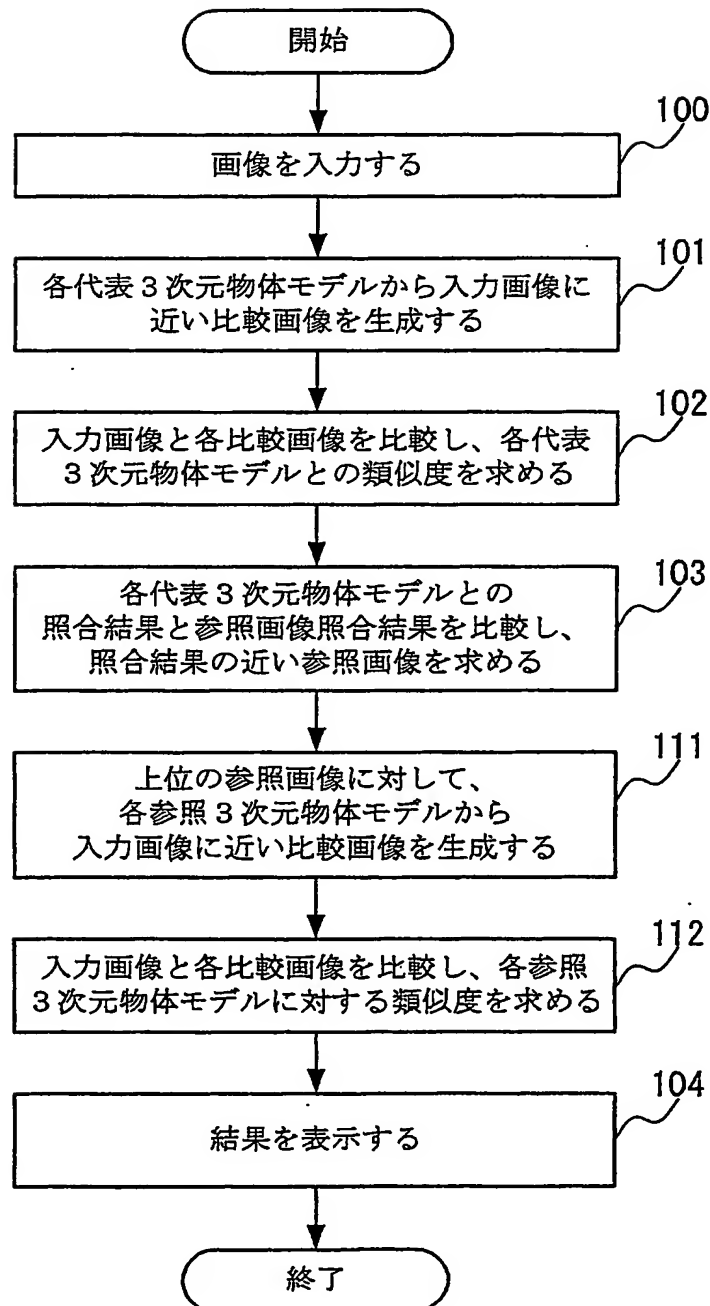 開始
100
画像を入力する
101
各代表3次元物体モデルから入力画像に
近い比較画像を生成する
102
入力画像と各比較画像を比較し、各代表
3次元物体モデルとの類似度を求める
103
各代表3次元物体モデルとの
照合結果と参照画像照合結果を比較し、
照合結果の近い参照画像を求める
111
上位の参照画像に対して、
各参照3次元物体モデルから
入力画像に近い比較画像を生成する
112
入力画像と各比較画像を比較し、各参照
3次元物体モデルに対する類似度を求める
104
結果を表示する
終了